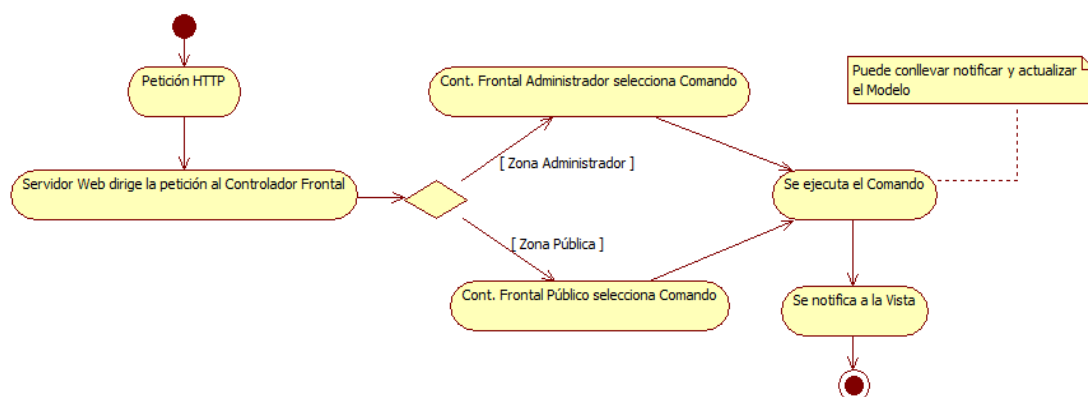 Petición HTTP
Cont. Frontal Administrador selecciona Comando
Puede conllevar notificar y actualizar
el Modelo
[ Zona Administrador ]
Servidor Web dirige la petición al Controlador Frontal
Se ejecuta el Comando
[ Zona Pública ]
Cont. Frontal Público selecciona Comando
Se notifica a la Vista